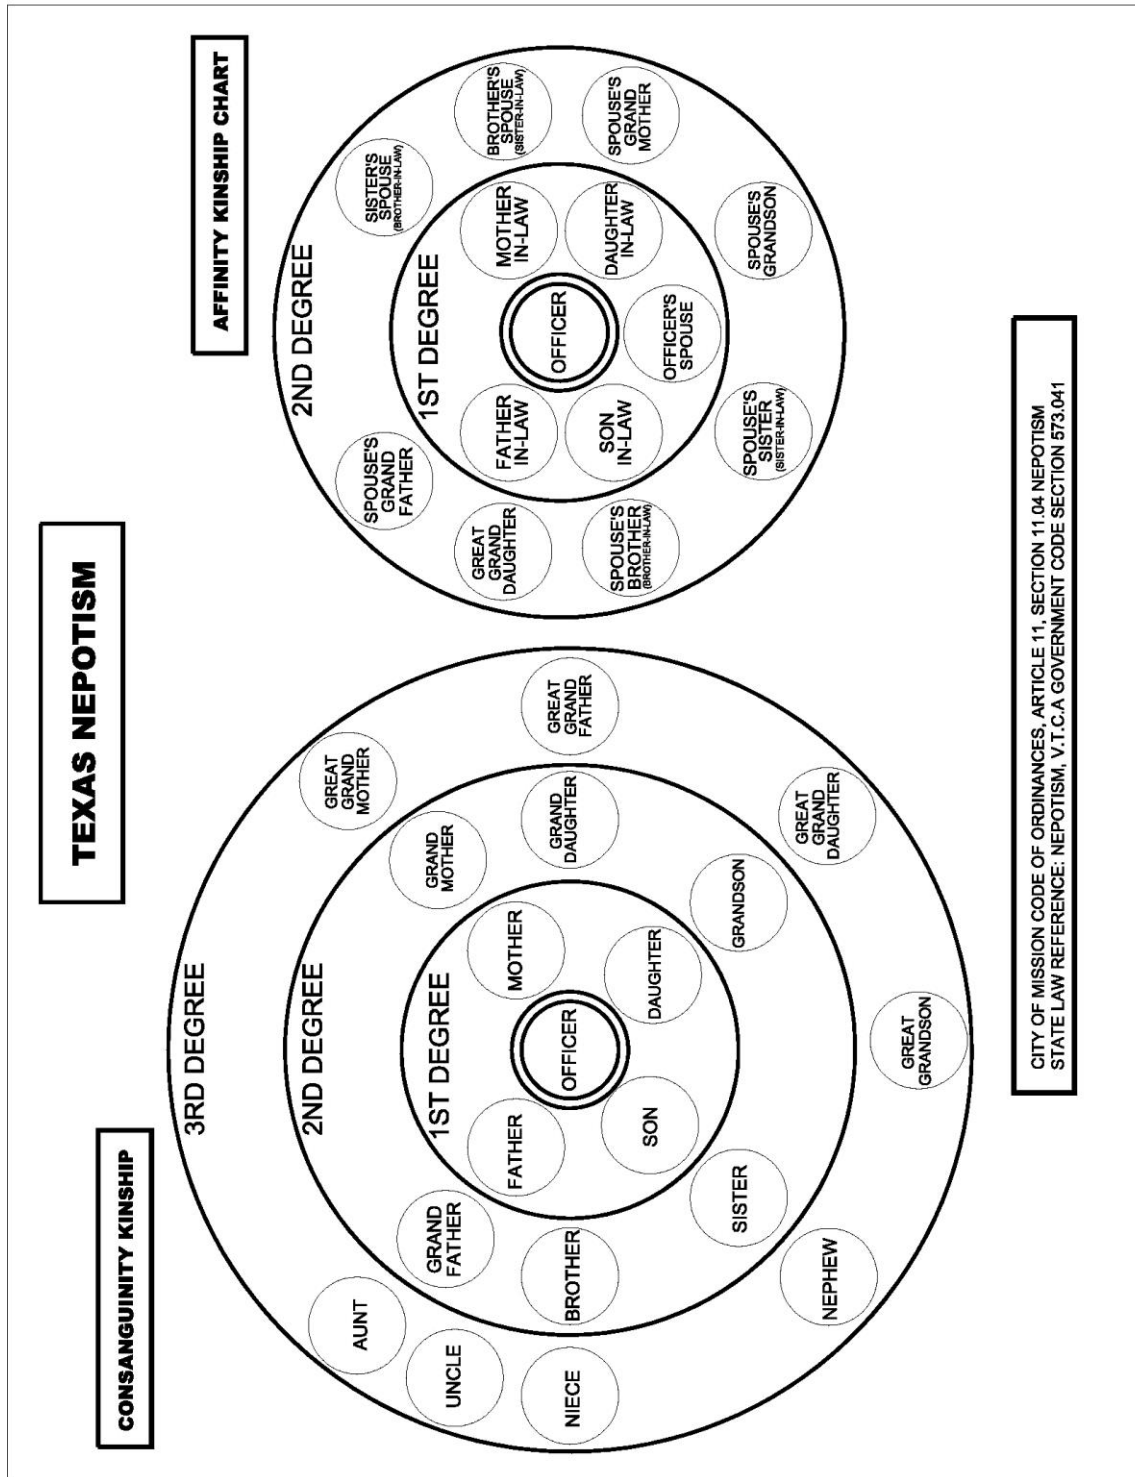 TEXAS NEPOTISM
CONSANGUINITY KINSHIP
3RD DEGREE
2ND DEGREE
1ST DEGREE
OFFICER
FATHER
MOTHER
SON
DAUGHTER
GRAND
FATHER
GRAND
MOTHER
BROTHER
GRAND
DAUGHTER
SISTER
GRANDSON
AUNT
UNCLE
NIECE
NEPHEW
GREAT
GRANDSON
GREAT
GRAND
DAUGHTER
GREAT
GRAND
FATHER
GREAT
GRAND
MOTHER
AFFINITY KINSHIP CHART
2ND DEGREE
1ST DEGREE
OFFICER
FATHER
IN-LAW
MOTHER
IN-LAW
SON
IN-LAW
DAUGHTER
IN-LAW
OFFICER'S
SPOUSE
SPOUSE'S
GRAND
FATHER
SISTER'S
SPOUSE
(BROTHER-IN-LAW)
GREAT
GRAND
DAUGHTER
BROTHER'S
SPOUSE
(SISTER-IN-LAW)
SPOUSE'S
BROTHER
(BROTHER-IN-LAW)
SPOUSE'S
GRAND
MOTHER
SPOUSE'S
SISTER
(SISTER-IN-LAW)
SPOUSE'S
GRANDSON
CITY OF MISSION CODE OF ORDINANCES, ARTICLE 11, SECTION 11.04 NEPOTISM
STATE LAW REFERENCE: NEPOTISM, V.T.C.A GOVERNMENT CODE SECTION 573.041